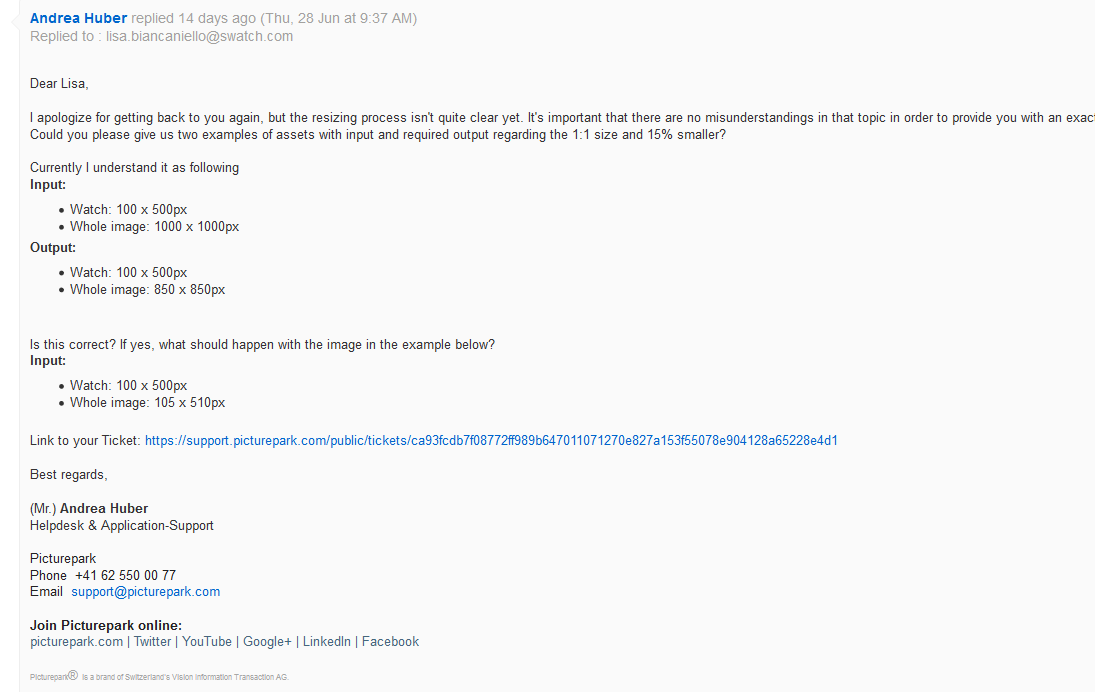 Andrea Huber replied 14 days ago (Thu, 28 Jun at 9:37 AM)
Replied to : lisa.biancaniello@swatch.com
Dear Lisa,
I apologize for getting back to you again, but the resizing process isn't quite clear yet. It's important that there are no misunderstandings in that topic in order to provide you with an exac
Could you please give us two examples of assets with input and required output regarding the 1:1 size and 15% smaller?
Currently I understand it as following
Input:
• Watch: 100 x 500px
• Whole image: 1000 x 1000px
Output:
• Watch: 100 x 500px
• Whole image: 850 x 850px
Is this correct? If yes, what should happen with the image in the example below?
Input:
• Watch: 100 x 500px
• Whole image: 105 x 510px
Link to your Ticket: https://support.picturepark.com/public/tickets/ca93fcdb7f08772ff989b647011071270e827a153f55078e904128a65228e4d1
Best regards,
(Mr.) Andrea Huber
Helpdesk & Application-Support
Picturepark
Phone +41 62 550 00 77
Email support@picturepark.com
Join Picturepark online:
picturepark.com | Twitter | YouTube | Google+ | LinkedIn | Facebook
Picturepark® is a brand of Switzerland's Vision Information Transaction AG.